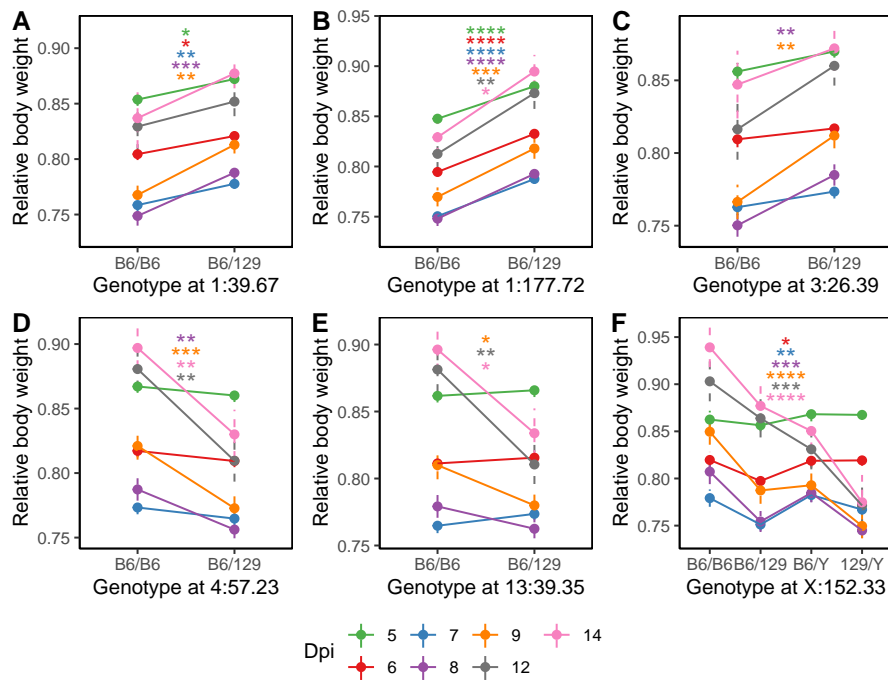 A
Relative body weight
0.90
0.85
0.80
0.75
*
*
**
***
**
B6/B6 B6/129
Genotype at 1:39.67
B
Relative body weight
0.95
0.90
0.85
0.80
0.75
****
****
****
****
***
**
*
B6/B6 B6/129
Genotype at 1:177.72
C
Relative body weight
0.85
0.80
0.75
**
**
B6/B6 B6/129
Genotype at 3:26.39
D
Relative body weight
0.90
0.85
0.80
0.75
**
***
**
**
B6/B6 B6/129
Genotype at 4:57.23
E
Relative body weight
0.90
0.85
0.80
0.75
*
**
*
B6/B6 B6/129
Genotype at 13:39.35
F
Relative body weight
0.95
0.90
0.85
0.80
0.75
*
**
***
****
***
****
B6/B6 B6/129 B6/Y 129/Y
Genotype at X:152.33
Dpi
5 7 9 14
6 8 12